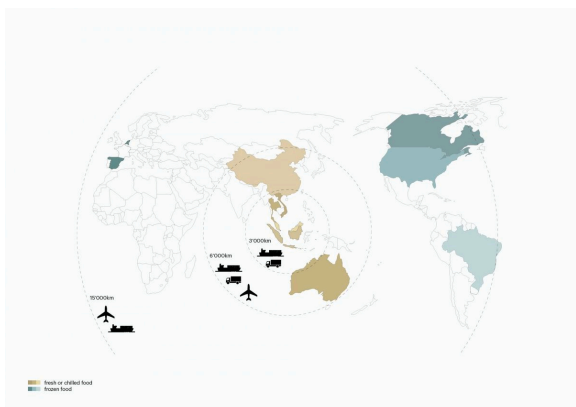 3'000km
6'000km
15'000km
fresh or chilled food
frozen food